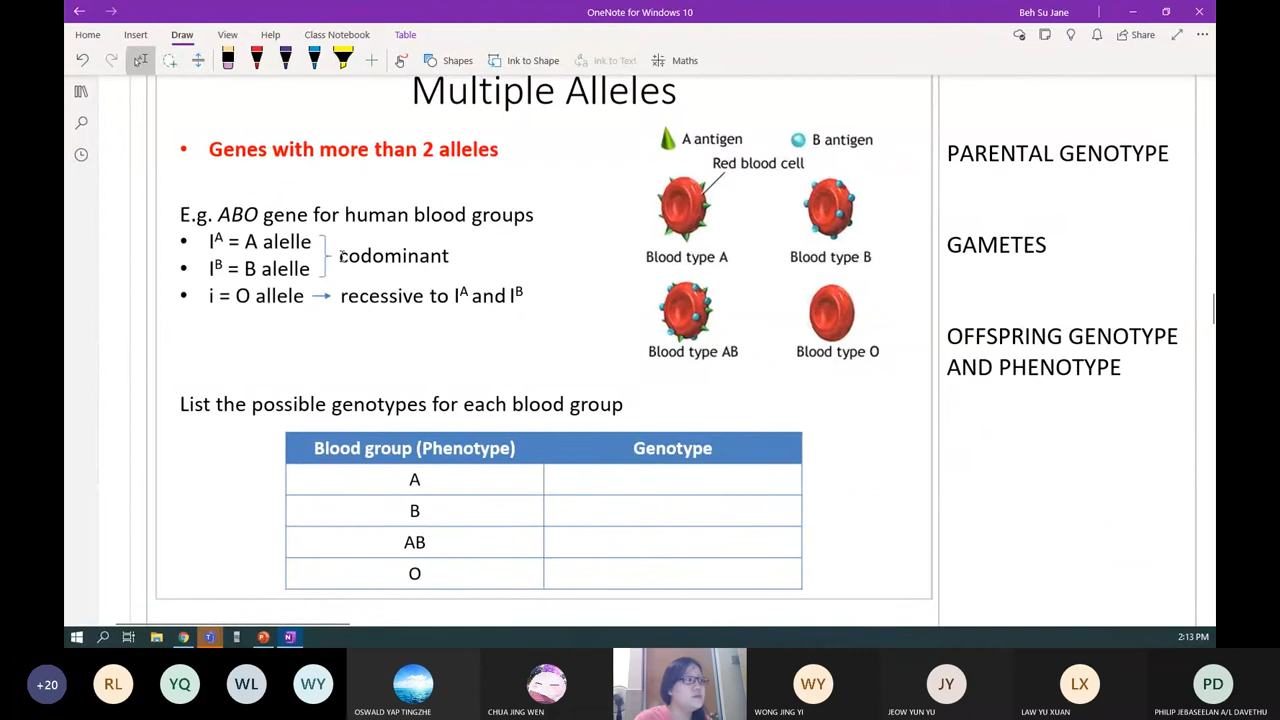 OneNote for Windows 10
Beh Su Jane
Home Insert Draw View Help Class Notebook Table
Share
Shapes Ink to Shape Ink to Text Maths
Multiple Alleles
• Genes with more than 2 alleles
E.g. ABO gene for human blood groups
• Iᴬ = A alelle
• Iᴮ = B alelle
codominant
• i = O allele → recessive to Iᴬ and Iᴮ
A antigen
B antigen
Red blood cell
Blood type A
Blood type B
Blood type AB
Blood type O
List the possible genotypes for each blood group
Blood group (Phenotype) Genotype
A
B
AB
O
PARENTAL GENOTYPE
GAMETES
OFFSPRING GENOTYPE
AND PHENOTYPE
2:13 PM
+20
RL
YQ
WL
WY
OSWALD YAP TINGZHE
CHUA JING WEN
WY
WONG JING YI
JY
JEOW YUN YU
LX
LAW YU XUAN
PD
PHILIP JEBASEELAN A/L DAVETHU